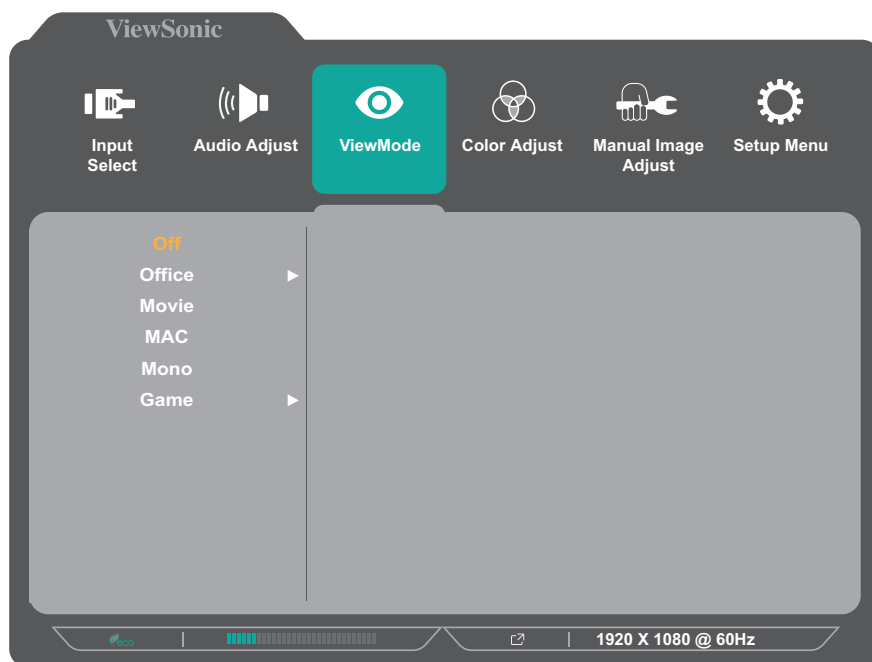 ViewSonic
Input
Select
Audio Adjust
ViewMode
Color Adjust
Manual Image
Adjust
Setup Menu
Off
Office
Movie
MAC
Mono
Game
eco
1920 X 1080 @ 60Hz